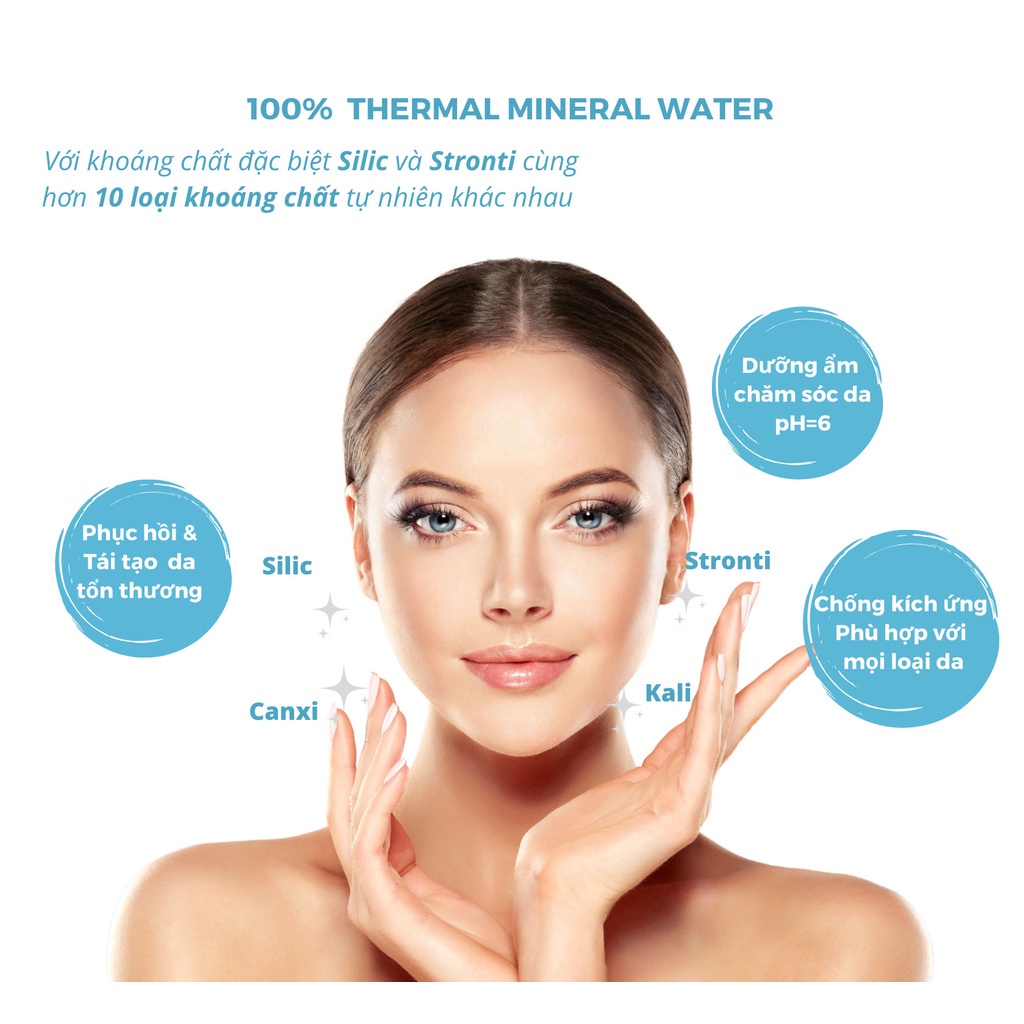 100% THERMAL MINERAL WATER
Với khoáng chất đặc biệt Silic và Stronti cùng
hơn 10 loại khoáng chất tự nhiên khác nhau
Dưỡng ẩm
chăm sóc da
pH=6
Phục hồi &
Tái tạo da
tổn thương
Silic
Stronti
Chống kích ứng
Phù hợp với
mọi loại da
Canxi
Kali